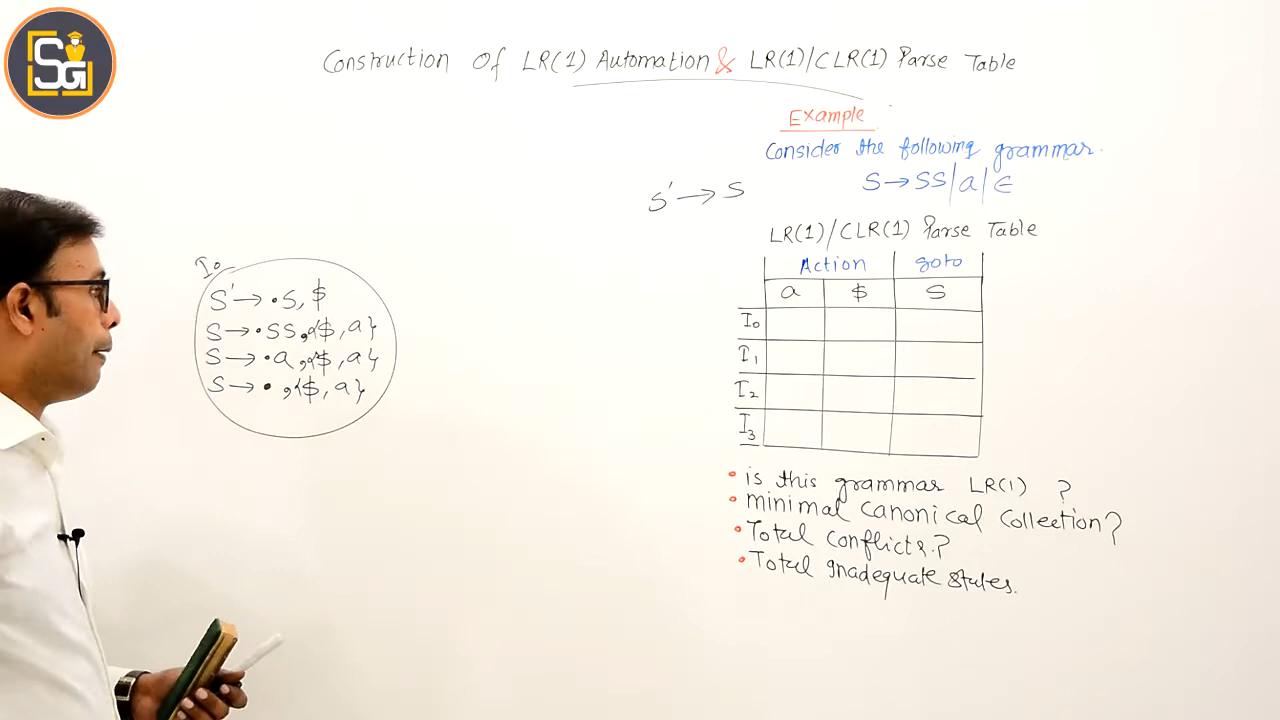 SG
Construction Of LR(1) Automation & LR(1)/CLR(1) Parse Table
Example
Consider the following grammar.
S→SS|a|∈
S'→S
LR(1)/CLR(1) Parse Table
Action goto
a $ S
I0
I1
I2
I3
I0
S'→•S,$
S→•SS,{$,a}
S→•a,{$,a}
S→•,{$,a}
• is this grammar LR(1) ?
• minimal canonical collection?
• Total conflicts.?
• Total inadequate states.